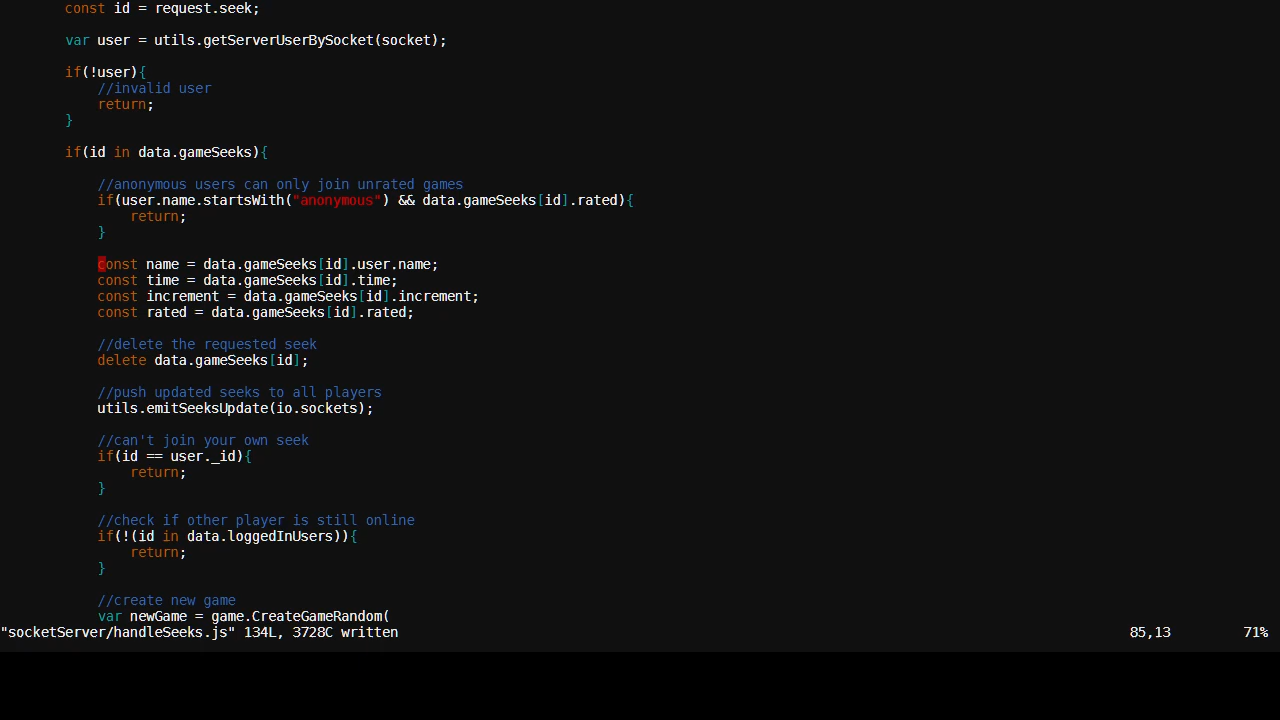 const id = request.seek;
var user = utils.getServerUserBySocket(socket);
if(!user){
//invalid user
return;
}
if(id in data.gameSeeks){
//anonymous users can only join unrated games
if(user.name.startsWith("anonymous") && data.gameSeeks[id].rated){
return;
}
const name = data.gameSeeks[id].user.name;
const time = data.gameSeeks[id].time;
const increment = data.gameSeeks[id].increment;
const rated = data.gameSeeks[id].rated;
//delete the requested seek
delete data.gameSeeks[id];
//push updated seeks to all players
utils.emitSeeksUpdate(io.sockets);
//can't join your own seek
if(id == user._id){
return;
}
//check if other player is still online
if(!(id in data.loggedInUsers)){
return;
}
//create new game
var newGame = game.CreateGameRandom(
"socketServer/handleSeeks.js" 134L, 3728C written 85,13 71%